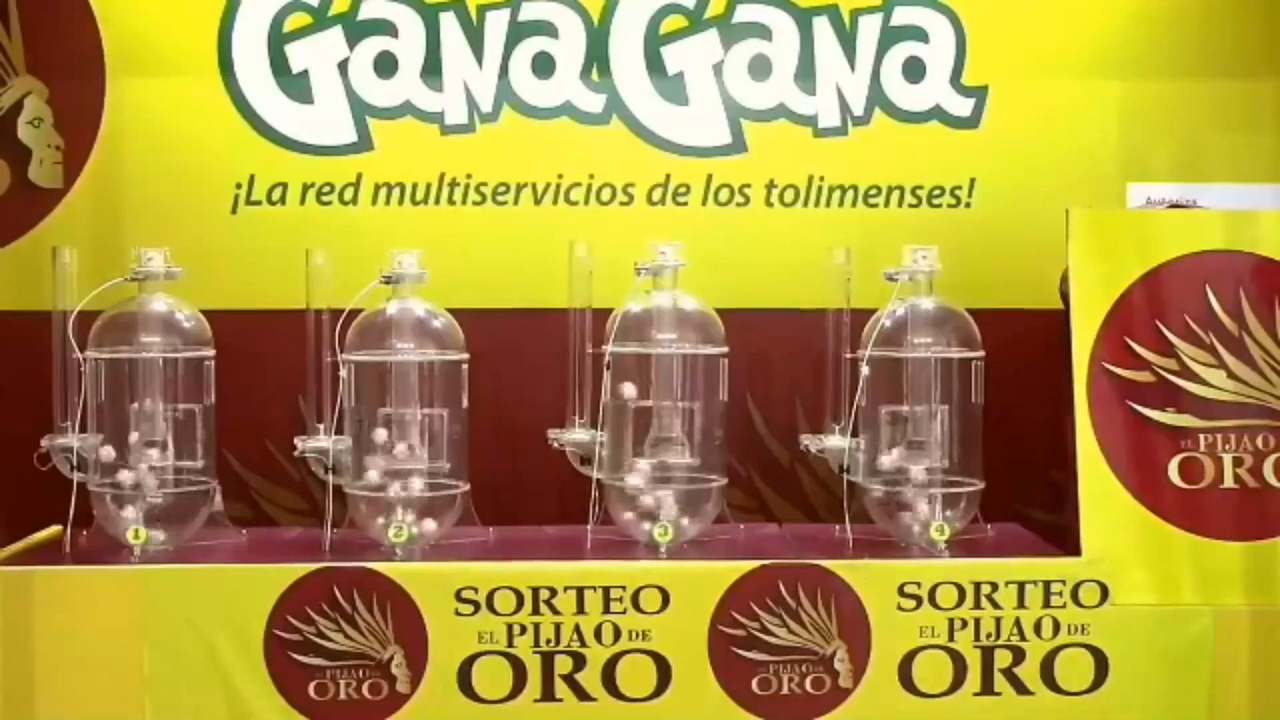 GanaGana
¡La red multiservicios de los tolimenses!
Autoriza
EL PIJAO
ORO
1
2
3
4
SORTEO
EL PIJAO DE
ORO
SORTEO
EL PIJAO DE
ORO
EL PIJAO DE
ORO
EL PIJAO DE
ORO